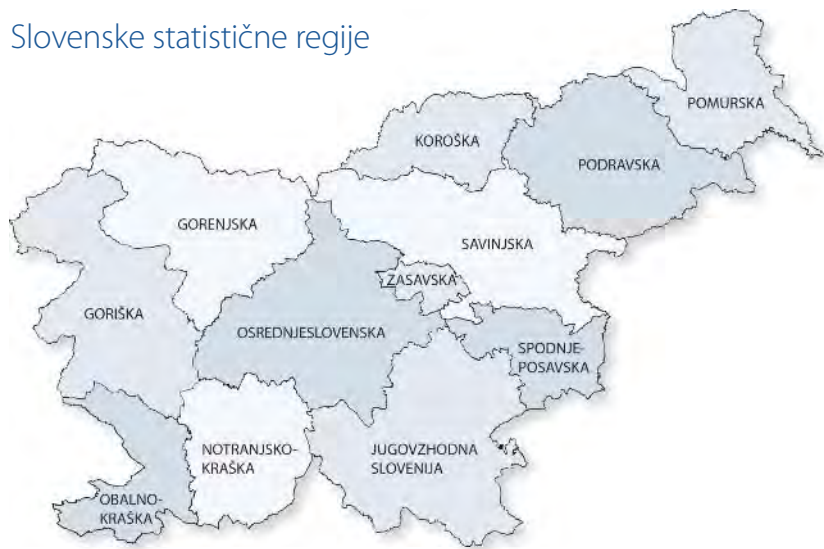 Slovenske statistične regije
POMURSKA
KOROŠKA
PODRAVSKA
GORENJSKA
SAVINJSKA
ZASAVSKA
GORIŠKA
OSREDNJESLOVENSKA
SPODNJE-
POSAVSKA
NOTRANJSKO-
KRAŠKA
JUGOVZHODNA
SLOVENIJA
OBALNO-
KRAŠKA